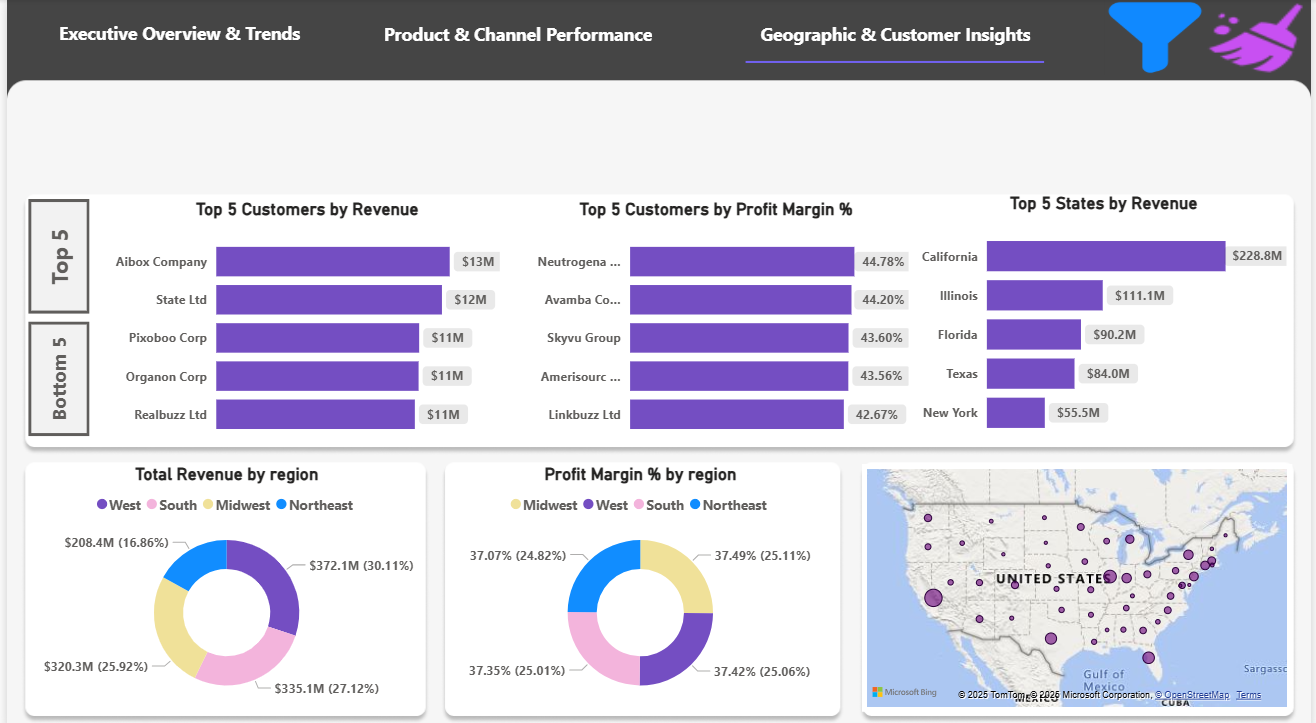 Executive Overview & Trends
Product & Channel Performance
Geographic & Customer Insights
Top 5
Bottom 5
Top 5 Customers by Revenue
Aibox Company $13M
State Ltd $12M
Pixoboo Corp $11M
Organon Corp $11M
Realbuzz Ltd $11M
Top 5 Customers by Profit Margin %
Neutrogena ... 44.78%
Avamba Co... 44.20%
Skyvu Group 43.60%
Amerisourc ... 43.56%
Linkbuzz Ltd 42.67%
Top 5 States by Revenue
California $228.8M
Illinois $111.1M
Florida $90.2M
Texas $84.0M
New York $55.5M
Total Revenue by region
West South Midwest Northeast
$208.4M (16.86%)
$372.1M (30.11%)
$320.3M (25.92%)
$335.1M (27.12%)
Profit Margin % by region
Midwest West South Northeast
37.07% (24.82%)
37.49% (25.11%)
37.35% (25.01%)
37.42% (25.06%)
UNITED STATES
Gulf of
Mexico
Sargasso
MEXICO
CUBA
Microsoft Bing
© 2025 TomTom, © 2025 Microsoft Corporation, © OpenStreetMap Terms